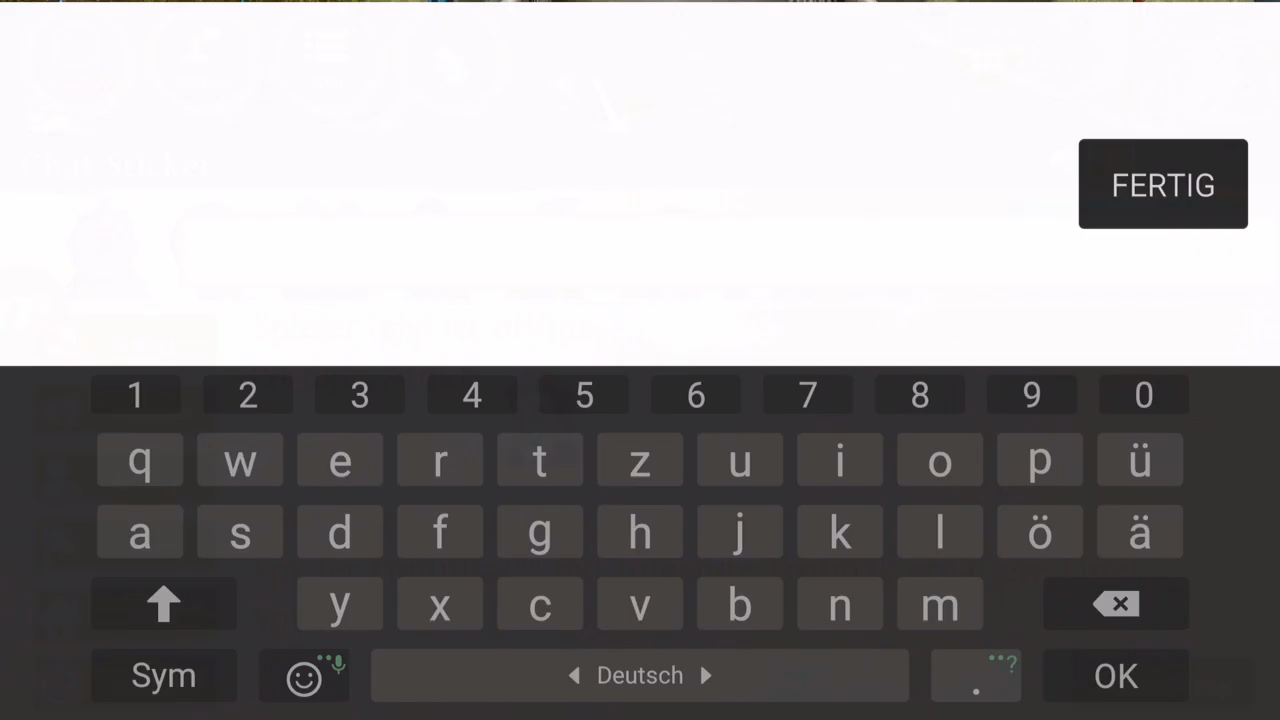 FERTIG
1 2 3 4 5 6 7 8 9 0
q w e r t z u i o p ü
a s d f g h j k l ö ä
y x c v b n m
Sym Deutsch . ? OK